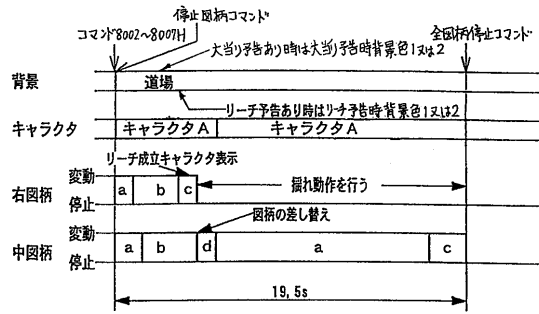 停止図柄コマンド
コマンド8002~8007H
全図柄停止コマンド
大当り予告あり時は大当り予告時背景色1又は2
背景
道場
リーチ予告あり時はリーチ予告時背景色1又は2
キャラクタ
キャラクタA
キャラクタA
リーチ成立キャラクタ表示
右図柄
変動
停止
a
b
c
揺れ動作を行う
図柄の差し替え
中図柄
変動
停止
a
b
d
a
c
19,5s